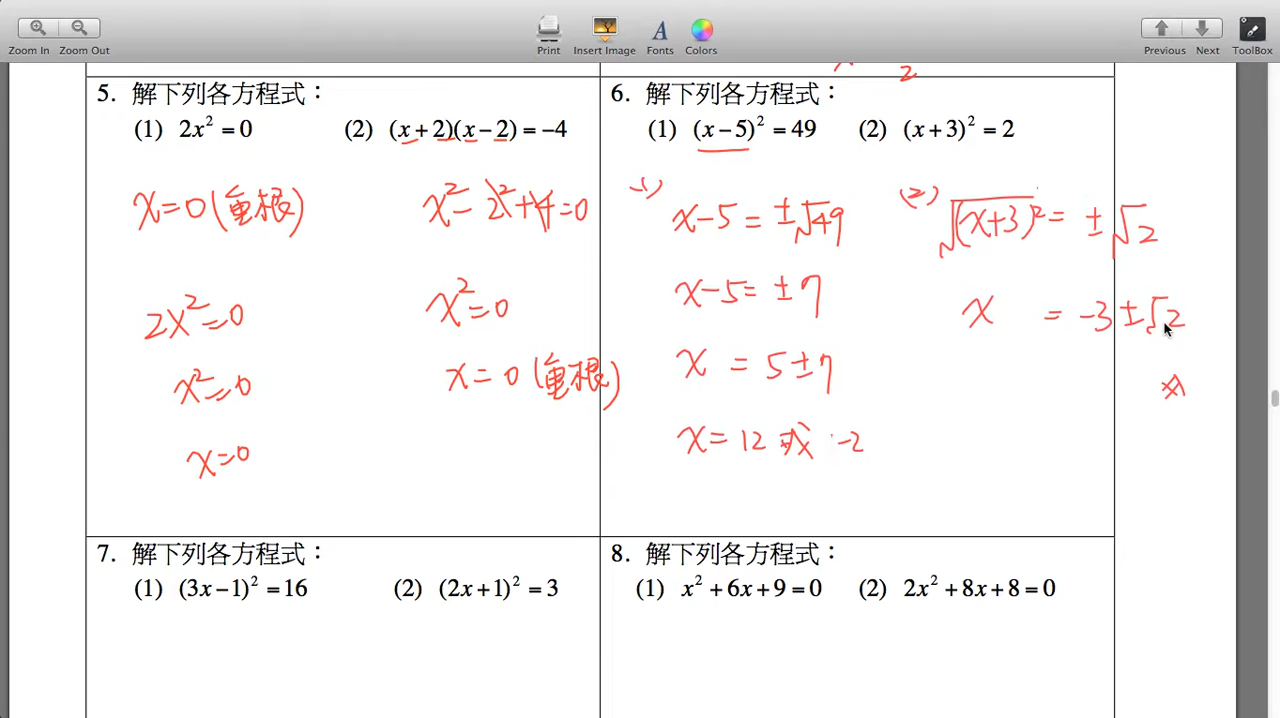 Zoom In Zoom Out Print Insert Image Fonts Colors Previous Next ToolBox
2
5. 解下列各方程式：
(1) 2x² = 0 (2) (x+2)(x−2) = −4
x=0(重根) x²−2²+4=0
2x²=0 x²=0
x²=0 x=0(重根)
x=0
6. 解下列各方程式：
(1) (x−5)² = 49 (2) (x+3)² = 2
(1) x−5=±√49 (2) √(x+3)²=±√2
x−5=±7 x =-3±√2
x =5±7
x=12或-2
7. 解下列各方程式：
(1) (3x−1)² = 16 (2) (2x+1)² = 3
8. 解下列各方程式：
(1) x² + 6x + 9 = 0 (2) 2x² + 8x + 8 = 0